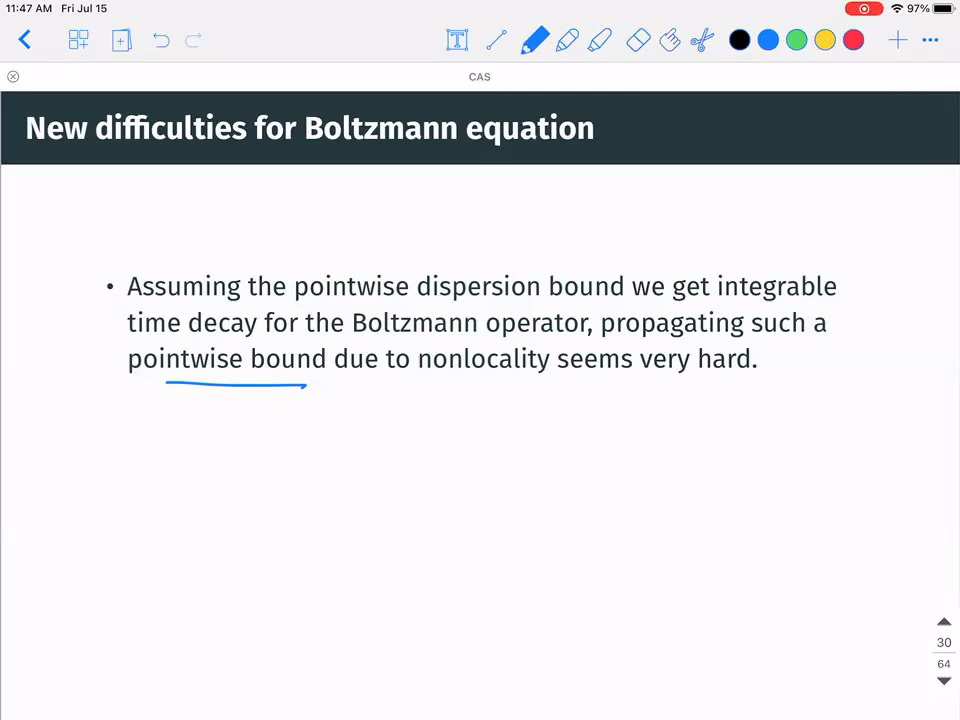 11:47 AM Fri Jul 15
97%
CAS
New difficulties for Boltzmann equation
• Assuming the pointwise dispersion bound we get integrable
time decay for the Boltzmann operator, propagating such a
pointwise bound due to nonlocality seems very hard.
30
64